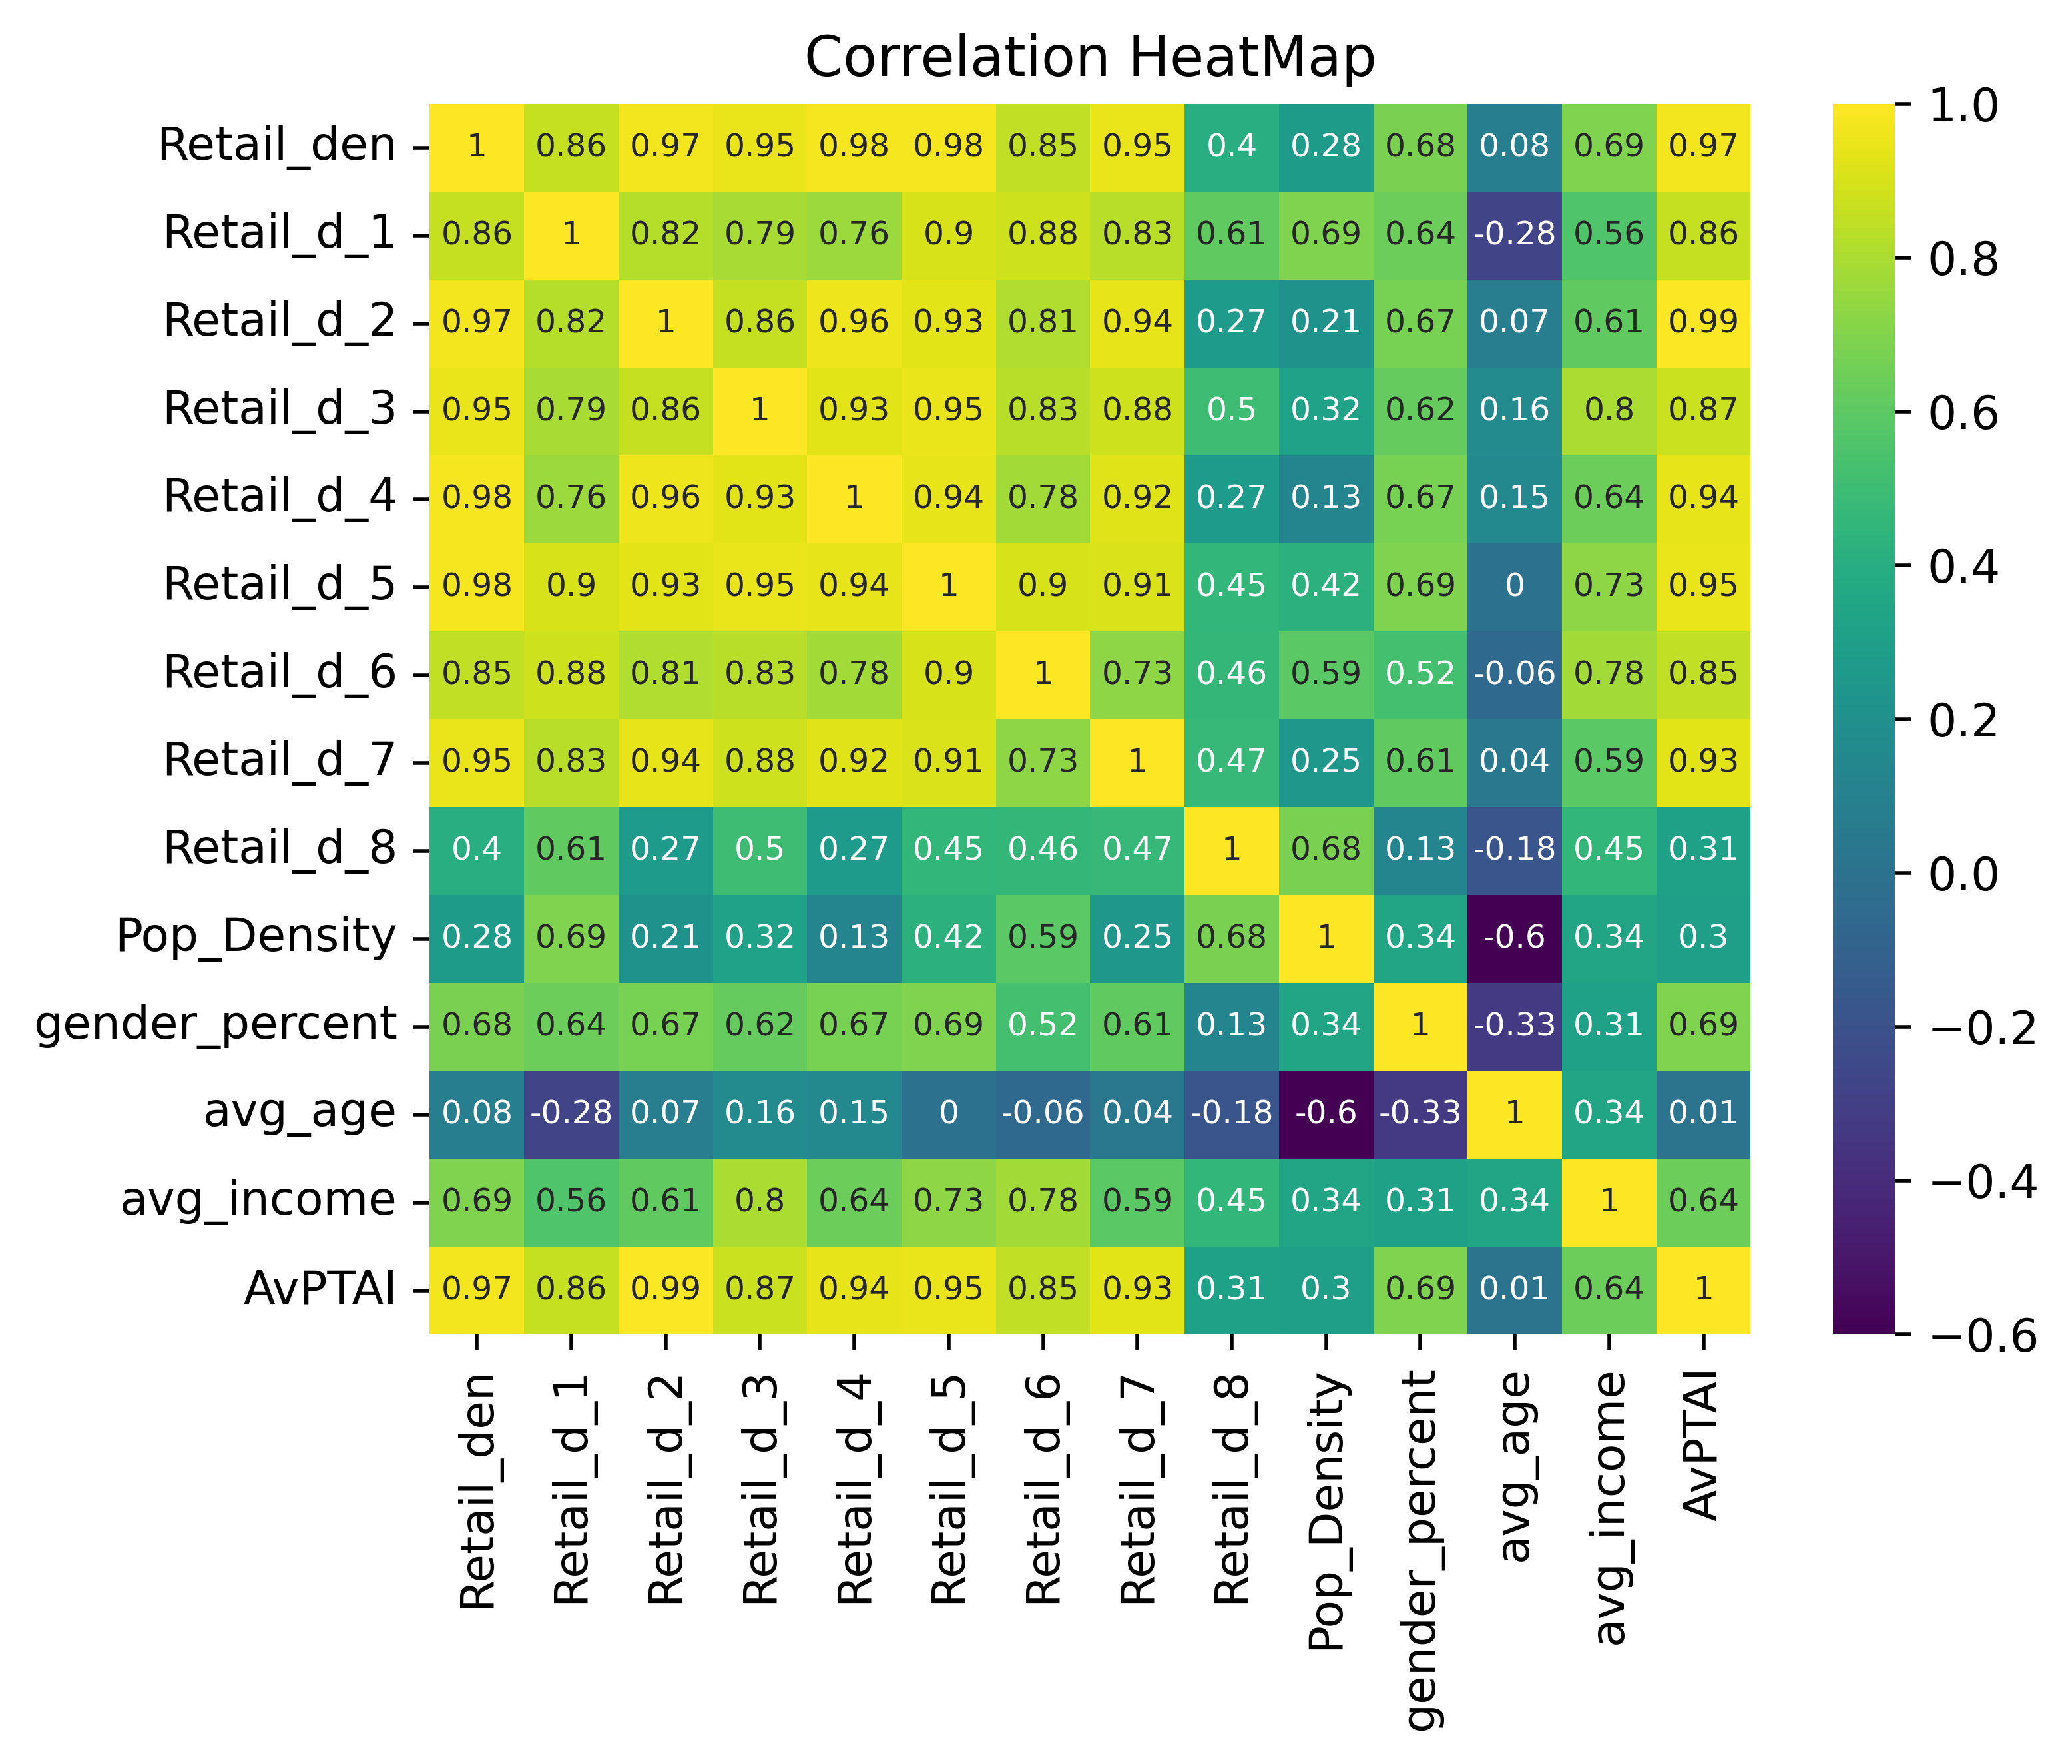 Correlation HeatMap
Retail_den 1 0.86 0.97 0.95 0.98 0.98 0.85 0.95 0.4 0.28 0.68 0.08 0.69 0.97
Retail_d_1 0.86 1 0.82 0.79 0.76 0.9 0.88 0.83 0.61 0.69 0.64 -0.28 0.56 0.86
Retail_d_2 0.97 0.82 1 0.86 0.96 0.93 0.81 0.94 0.27 0.21 0.67 0.07 0.61 0.99
Retail_d_3 0.95 0.79 0.86 1 0.93 0.95 0.83 0.88 0.5 0.32 0.62 0.16 0.8 0.87
Retail_d_4 0.98 0.76 0.96 0.93 1 0.94 0.78 0.92 0.27 0.13 0.67 0.15 0.64 0.94
Retail_d_5 0.98 0.9 0.93 0.95 0.94 1 0.9 0.91 0.45 0.42 0.69 0 0.73 0.95
Retail_d_6 0.85 0.88 0.81 0.83 0.78 0.9 1 0.73 0.46 0.59 0.52 -0.06 0.78 0.85
Retail_d_7 0.95 0.83 0.94 0.88 0.92 0.91 0.73 1 0.47 0.25 0.61 0.04 0.59 0.93
Retail_d_8 0.4 0.61 0.27 0.5 0.27 0.45 0.46 0.47 1 0.68 0.13 -0.18 0.45 0.31
Pop_Density 0.28 0.69 0.21 0.32 0.13 0.42 0.59 0.25 0.68 1 0.34 -0.6 0.34 0.3
gender_percent 0.68 0.64 0.67 0.62 0.67 0.69 0.52 0.61 0.13 0.34 1 -0.33 0.31 0.69
avg_age 0.08 -0.28 0.07 0.16 0.15 0 -0.06 0.04 -0.18 -0.6 -0.33 1 0.34 0.01
avg_income 0.69 0.56 0.61 0.8 0.64 0.73 0.78 0.59 0.45 0.34 0.31 0.34 1 0.64
AvPTAI 0.97 0.86 0.99 0.87 0.94 0.95 0.85 0.93 0.31 0.3 0.69 0.01 0.64 1
Retail_den
Retail_d_1
Retail_d_2
Retail_d_3
Retail_d_4
Retail_d_5
Retail_d_6
Retail_d_7
Retail_d_8
Pop_Density
gender_percent
avg_age
avg_income
AvPTAI
1.0
0.8
0.6
0.4
0.2
0.0
−0.2
−0.4
−0.6